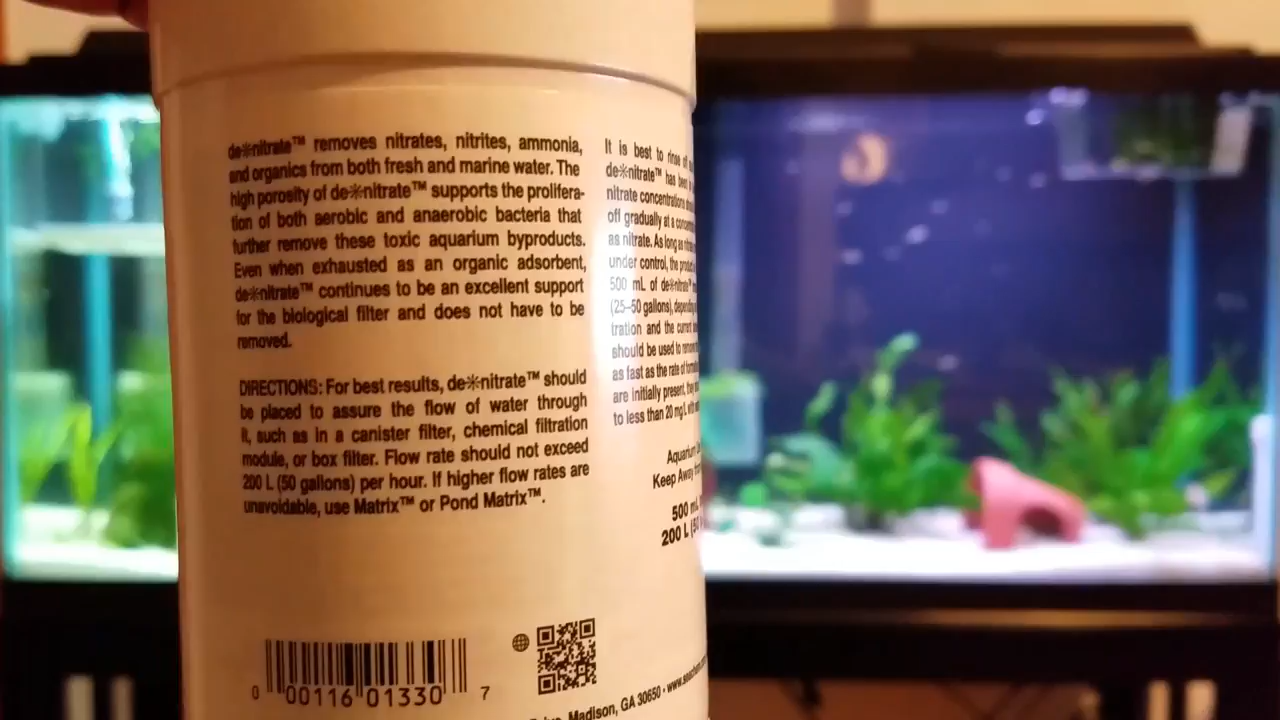 de✳nitrate™ removes nitrates, nitrites, ammonia,
and organics from both fresh and marine water. The
high porosity of de✳nitrate™ supports the prolifera-
tion of both aerobic and anaerobic bacteria that
further remove these toxic aquarium byproducts.
Even when exhausted as an organic adsorbent,
de✳nitrate™ continues to be an excellent support
for the biological filter and does not have to be
removed.
DIRECTIONS: For best results, de✳nitrate™ should
be placed to assure the flow of water through
it, such as in a canister filter, chemical filtration
module, or box filter. Flow rate should not exceed
200 L (50 gallons) per hour. If higher flow rates are
unavoidable, use Matrix™ or Pond Matrix™.
It is best to rinse
de✳nitrate™ has been
nitrate concentrations
off gradually at a
as nitrate. As long as
under control, the
500 mL of de✳nitrate™
(25–50 gallons),
tration and the current
should be used to remove
as fast as the rate of
are initially present,
to less than 20 mg/L
Aquarium
Keep Away
500 mL
200 L
0 00116 01330 7
Madison, GA 30650 • www.